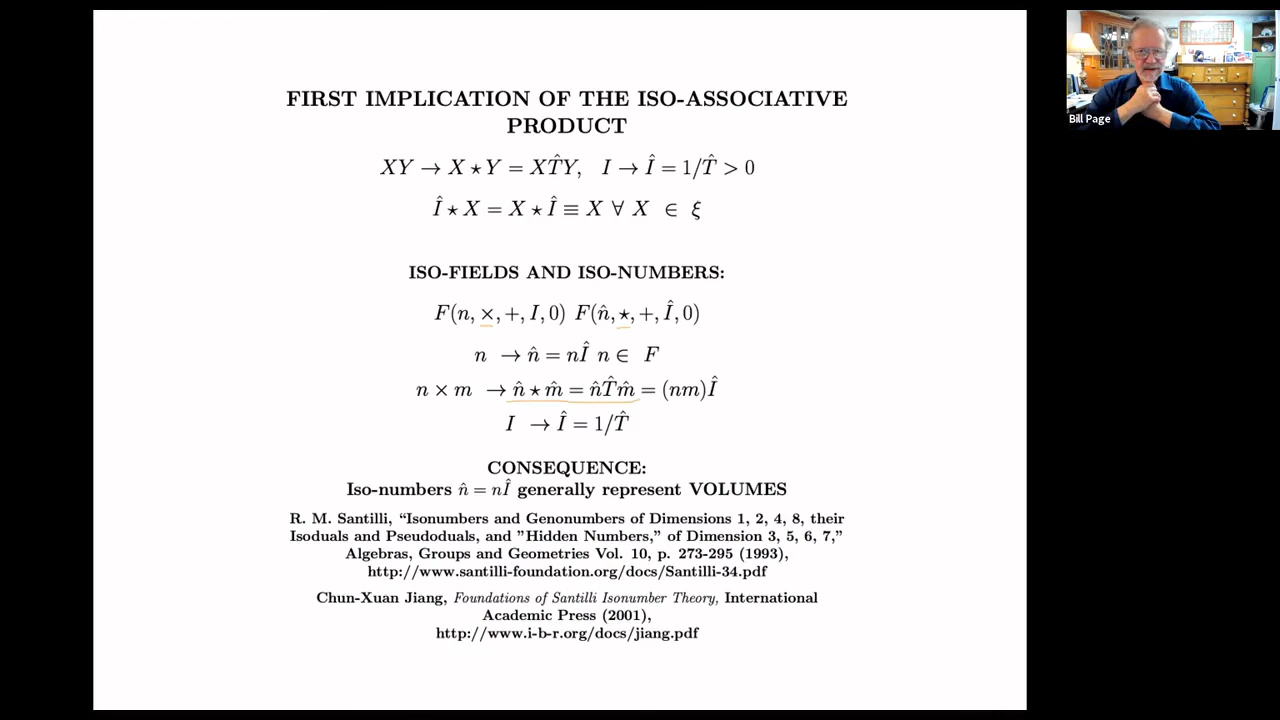 FIRST IMPLICATION OF THE ISO-ASSOCIATIVE
PRODUCT
XY → X ⋆ Y = XT̂Y, I → Î = 1/T̂ > 0
Î ⋆ X = X ⋆ Î ≡ X ∀ X ∈ ξ
ISO-FIELDS AND ISO-NUMBERS:
F(n, ×, +, I, 0) F(n̂, ⋆, +, Î, 0)
n → n̂ = nÎ n ∈ F
n × m → n̂ ⋆ m̂ = n̂T̂m̂ = (nm)Î
I → Î = 1/T̂
CONSEQUENCE:
Iso-numbers n̂ = nÎ generally represent VOLUMES
R. M. Santilli, “Isonumbers and Genonumbers of Dimensions 1, 2, 4, 8, their
Isoduals and Pseudoduals, and ”Hidden Numbers,” of Dimension 3, 5, 6, 7,”
Algebras, Groups and Geometries Vol. 10, p. 273-295 (1993),
http://www.santilli-foundation.org/docs/Santilli-34.pdf
Chun-Xuan Jiang, Foundations of Santilli Isonumber Theory, International
Academic Press (2001),
http://www.i-b-r.org/docs/jiang.pdf
Bill Page